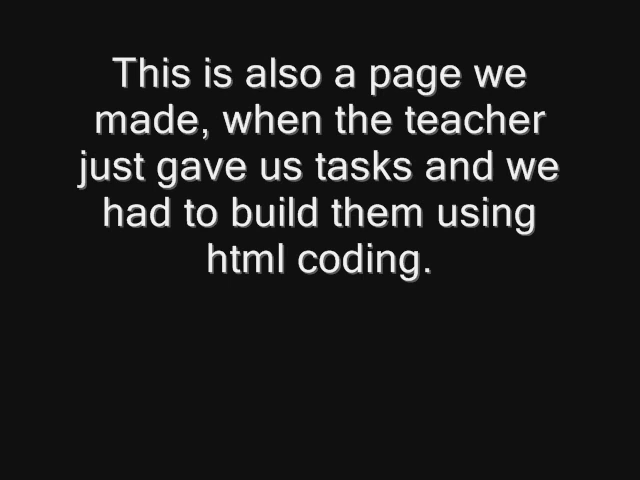 This is also a page we
made, when the teacher
just gave us tasks and we
had to build them using
html coding.